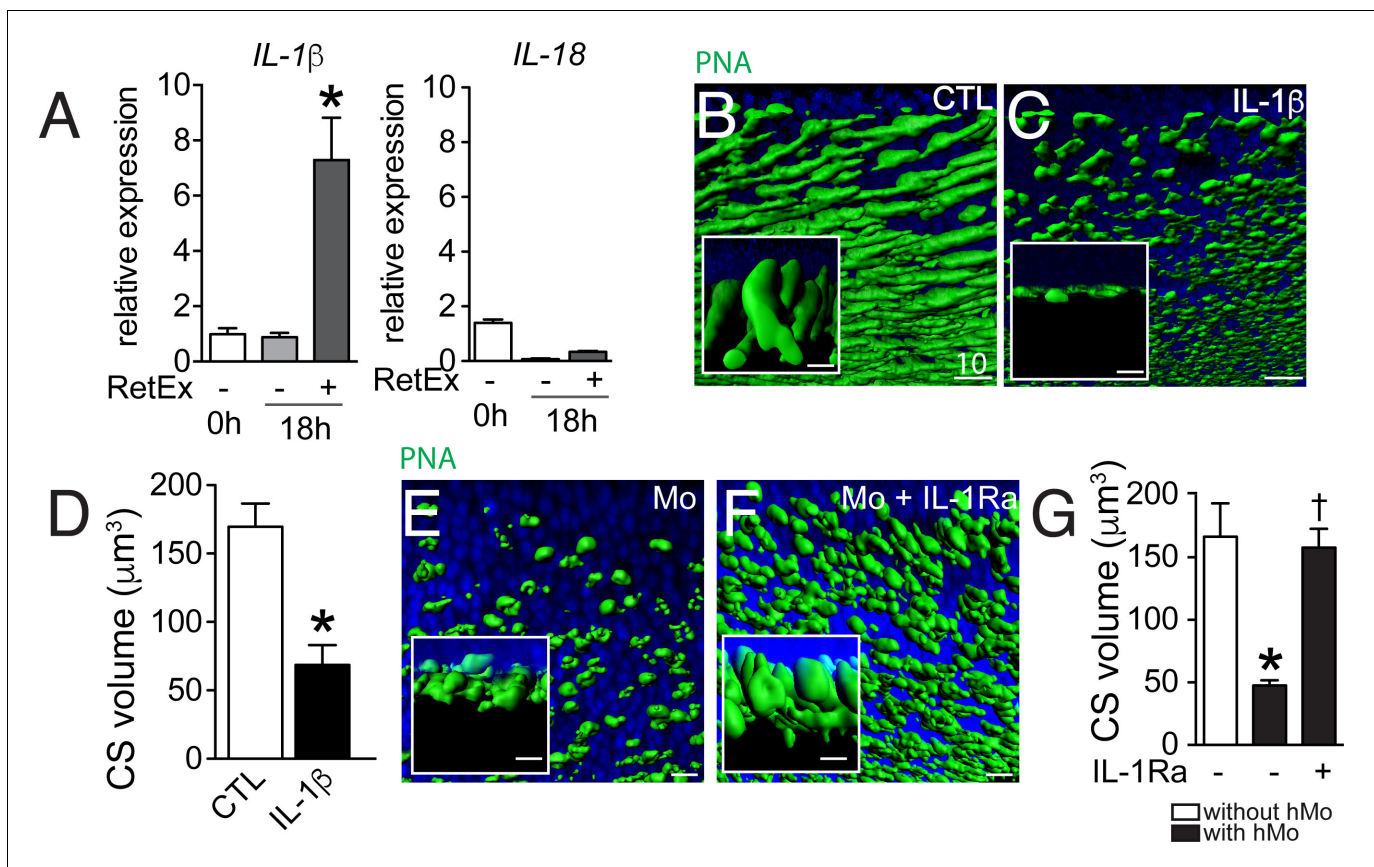 A
IL-1β
relative expression
10
8
6
4
2
0
*
RetEx - - +
0h 18h
IL-18
relative expression
10
8
6
4
2
0
RetEx - - +
0h 18h
PNA
B
CTL
10
C
IL-1β
D
CS volume (μm³)
200
150
100
50
0
*
CTL
IL-1β
PNA
E
Mo
F
Mo + IL-1Ra
G
CS volume (μm³)
200
150
100
50
0
*
†
IL-1Ra - - +
without hMo
with hMo